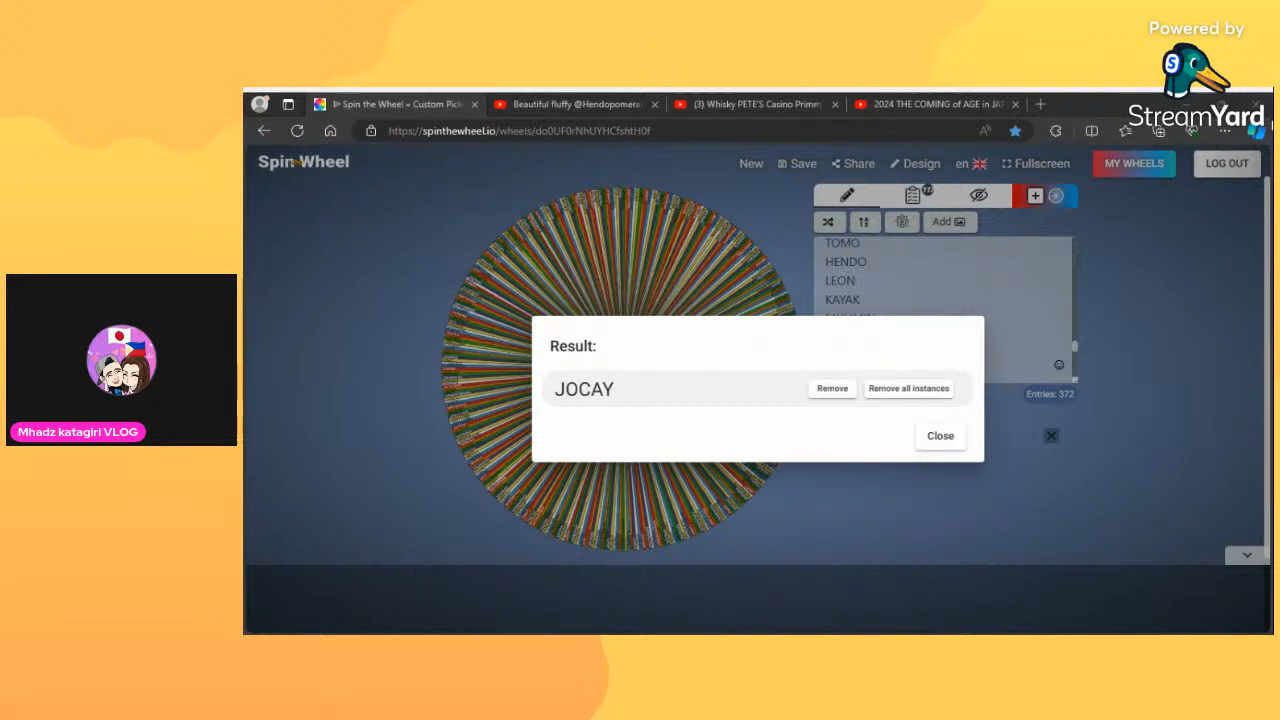 Powered by
StreamYard
Spin the Wheel » Custom Pick
Beautiful fluffy @Hendopomera
(3) Whisky PETE'S Casino Primm
2024 THE COMING of AGE in JAP
https://spinthewheel.io/wheels/do0UF0rNhUYHCfshtH0f
Spin Wheel
New
Save
Share
Design
en
Fullscreen
MY WHEELS
LOG OUT
Add
TOMO
HENDO
LEON
KAYAK
Result:
JOCAY
Remove
Remove all instances
Close
Entries: 372
Mhadz katagiri VLOG